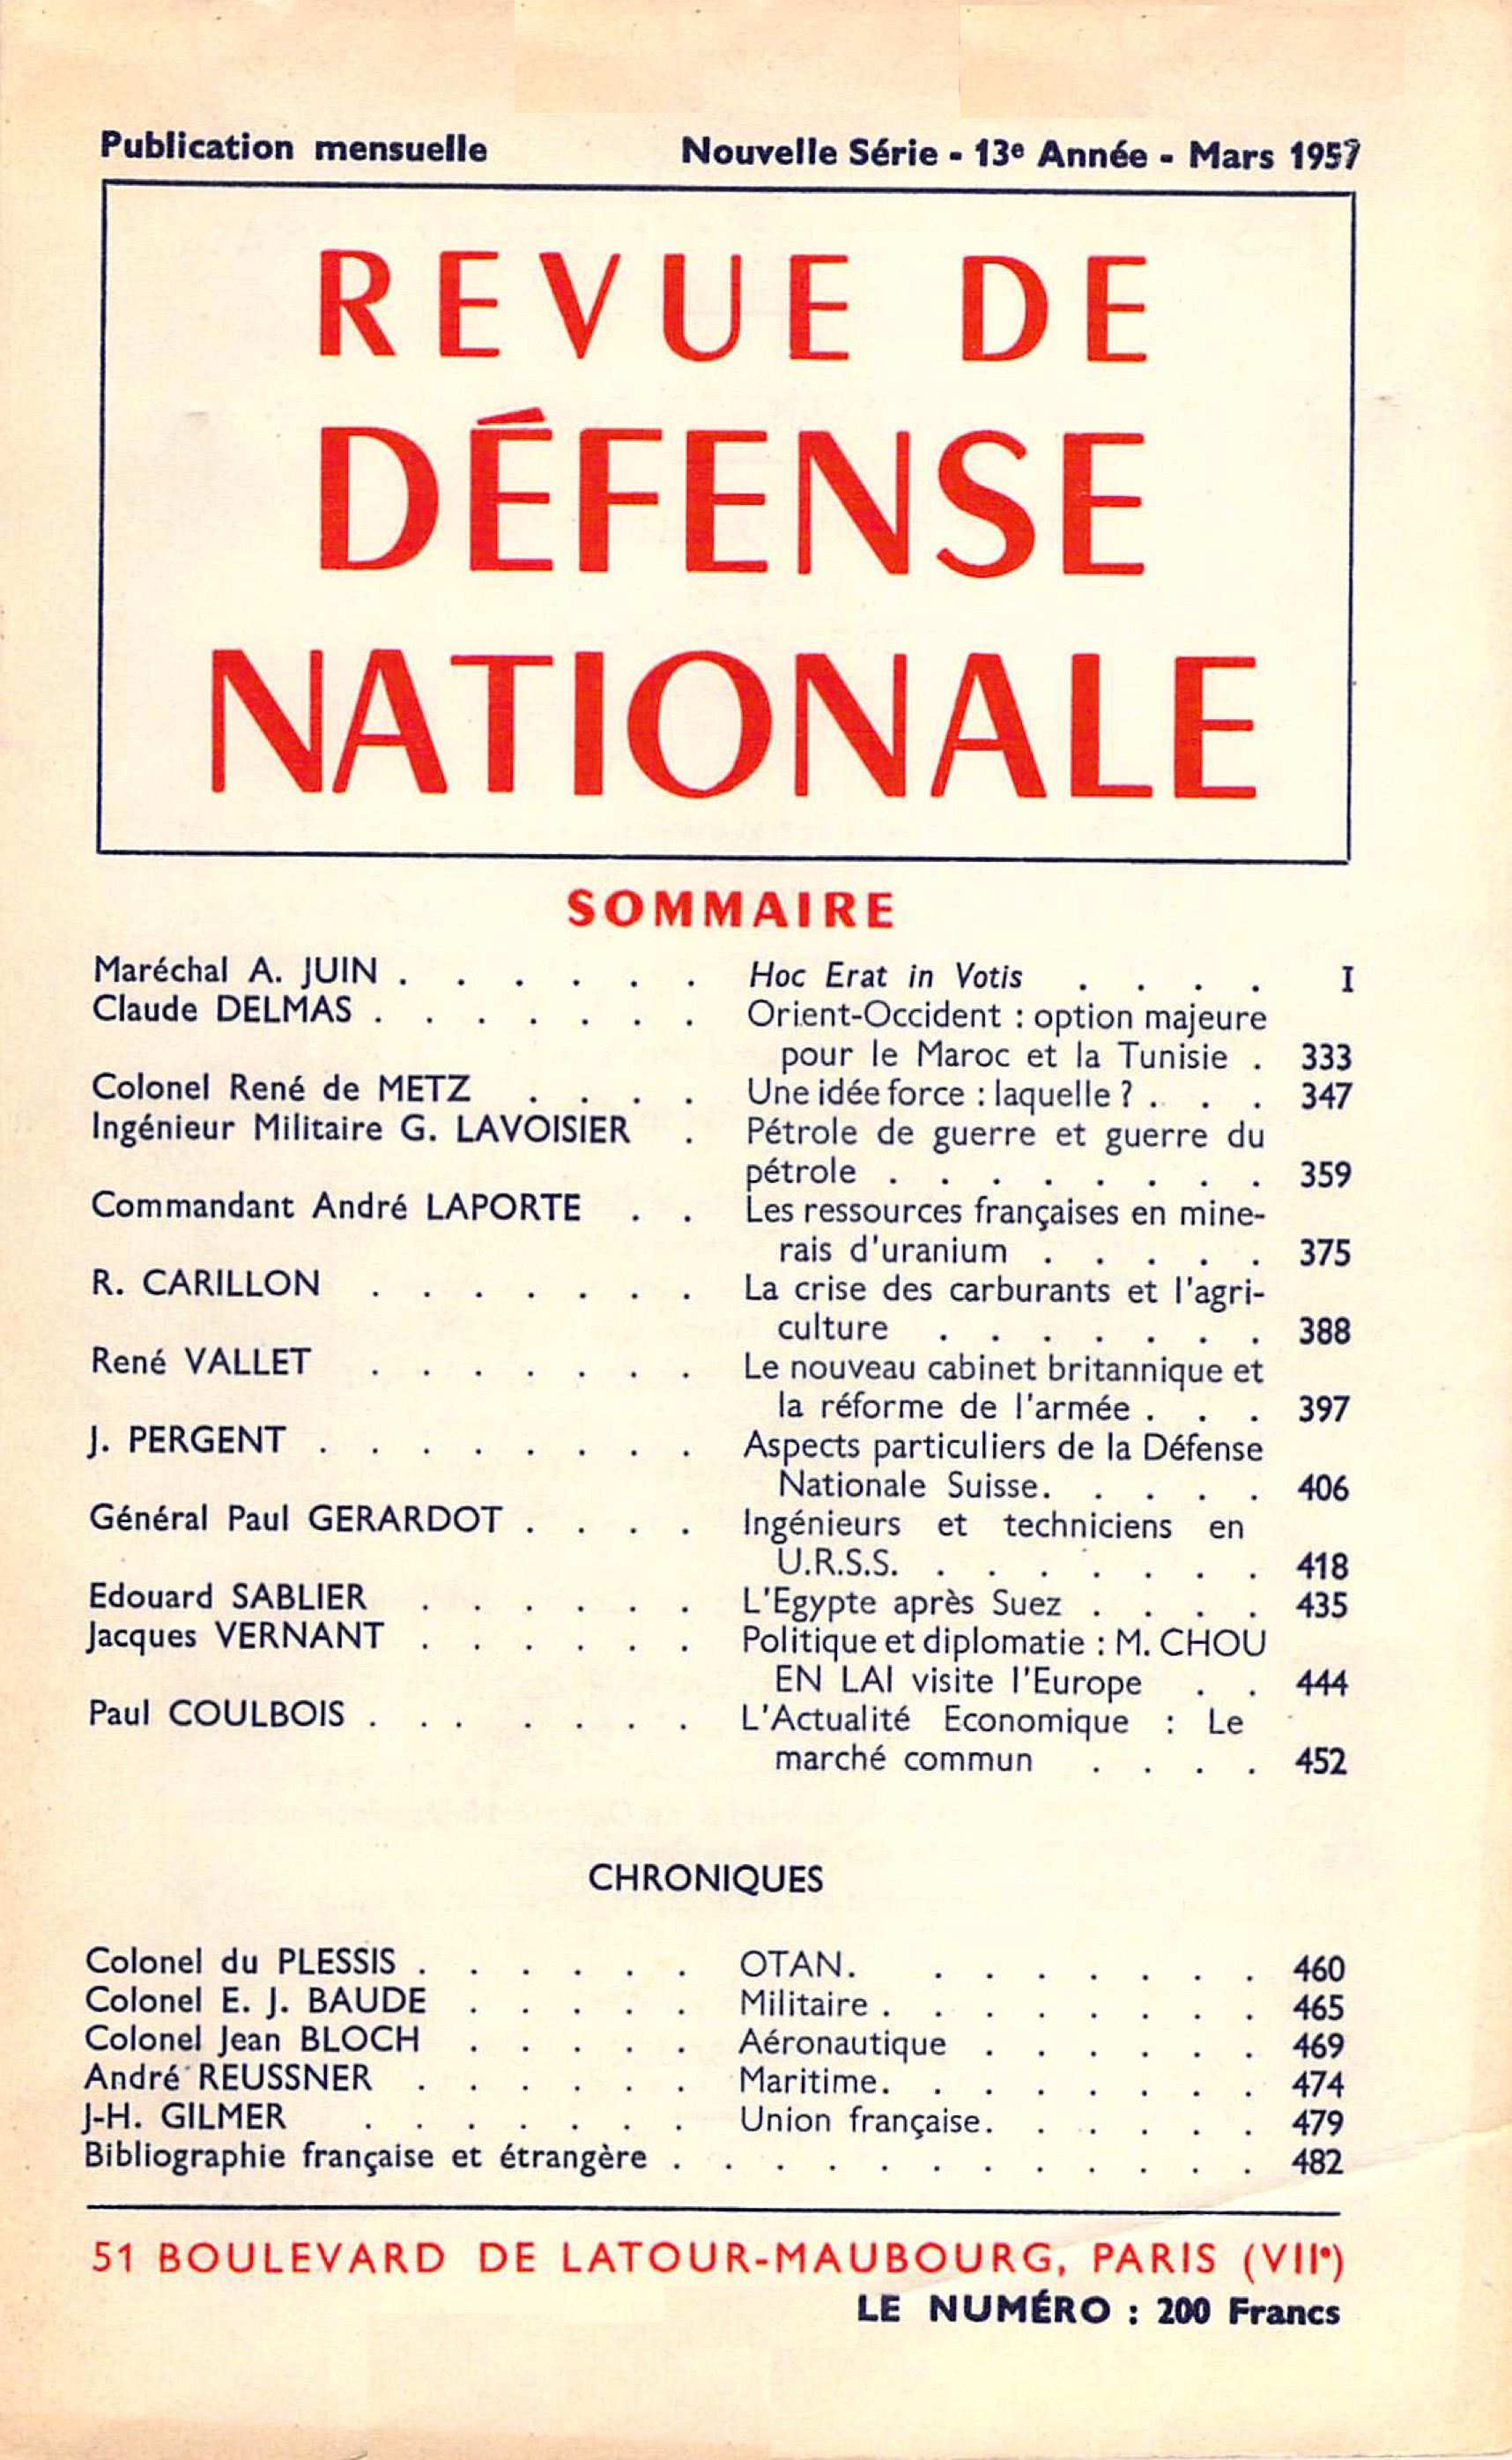 Publication mensuelle Nouvelle Série - 13e Année - Mars 1957
REVUE DE
DÉFENSE
NATIONALE
SOMMAIRE
Maréchal A. JUIN . . . . . . Hoc Erat in Votis . . . . I
Claude DELMAS . . . . . . . Orient-Occident : option majeure
pour le Maroc et la Tunisie . 333
Colonel René de METZ . . . . Une idée force : laquelle ? . . . 347
Ingénieur Militaire G. LAVOISIER . Pétrole de guerre et guerre du
pétrole . . . . . . . . 359
Commandant André LAPORTE . . Les ressources françaises en mine-
rais d'uranium . . . . . 375
R. CARILLON . . . . . . . La crise des carburants et l'agri-
culture . . . . . . . 388
René VALLET . . . . . . . Le nouveau cabinet britannique et
la réforme de l'armée . . . 397
J. PERGENT . . . . . . . . Aspects particuliers de la Défense
Nationale Suisse. . . . . 406
Général Paul GERARDOT . . . . Ingénieurs et techniciens en
U.R.S.S. . . . . . . . 418
Edouard SABLIER . . . . . . L'Egypte après Suez . . . . 435
Jacques VERNANT . . . . . . Politique et diplomatie : M. CHOU
EN LAI visite l'Europe . . 444
Paul COULBOIS . . . . . . . L'Actualité Economique : Le
marché commun . . . . 452
CHRONIQUES
Colonel du PLESSIS . . . . . . OTAN. . . . . . . . 460
Colonel E. J. BAUDE . . . . . Militaire . . . . . . . . 465
Colonel Jean BLOCH . . . . . Aéronautique . . . . . . 469
André REUSSNER . . . . . . Maritime. . . . . . . . 474
J-H. GILMER . . . . . . . Union française. . . . . . 479
Bibliographie française et étrangère . . . . . . . . . . . . 482
51 BOULEVARD DE LATOUR-MAUBOURG, PARIS (VIIe)
LE NUMÉRO : 200 Francs